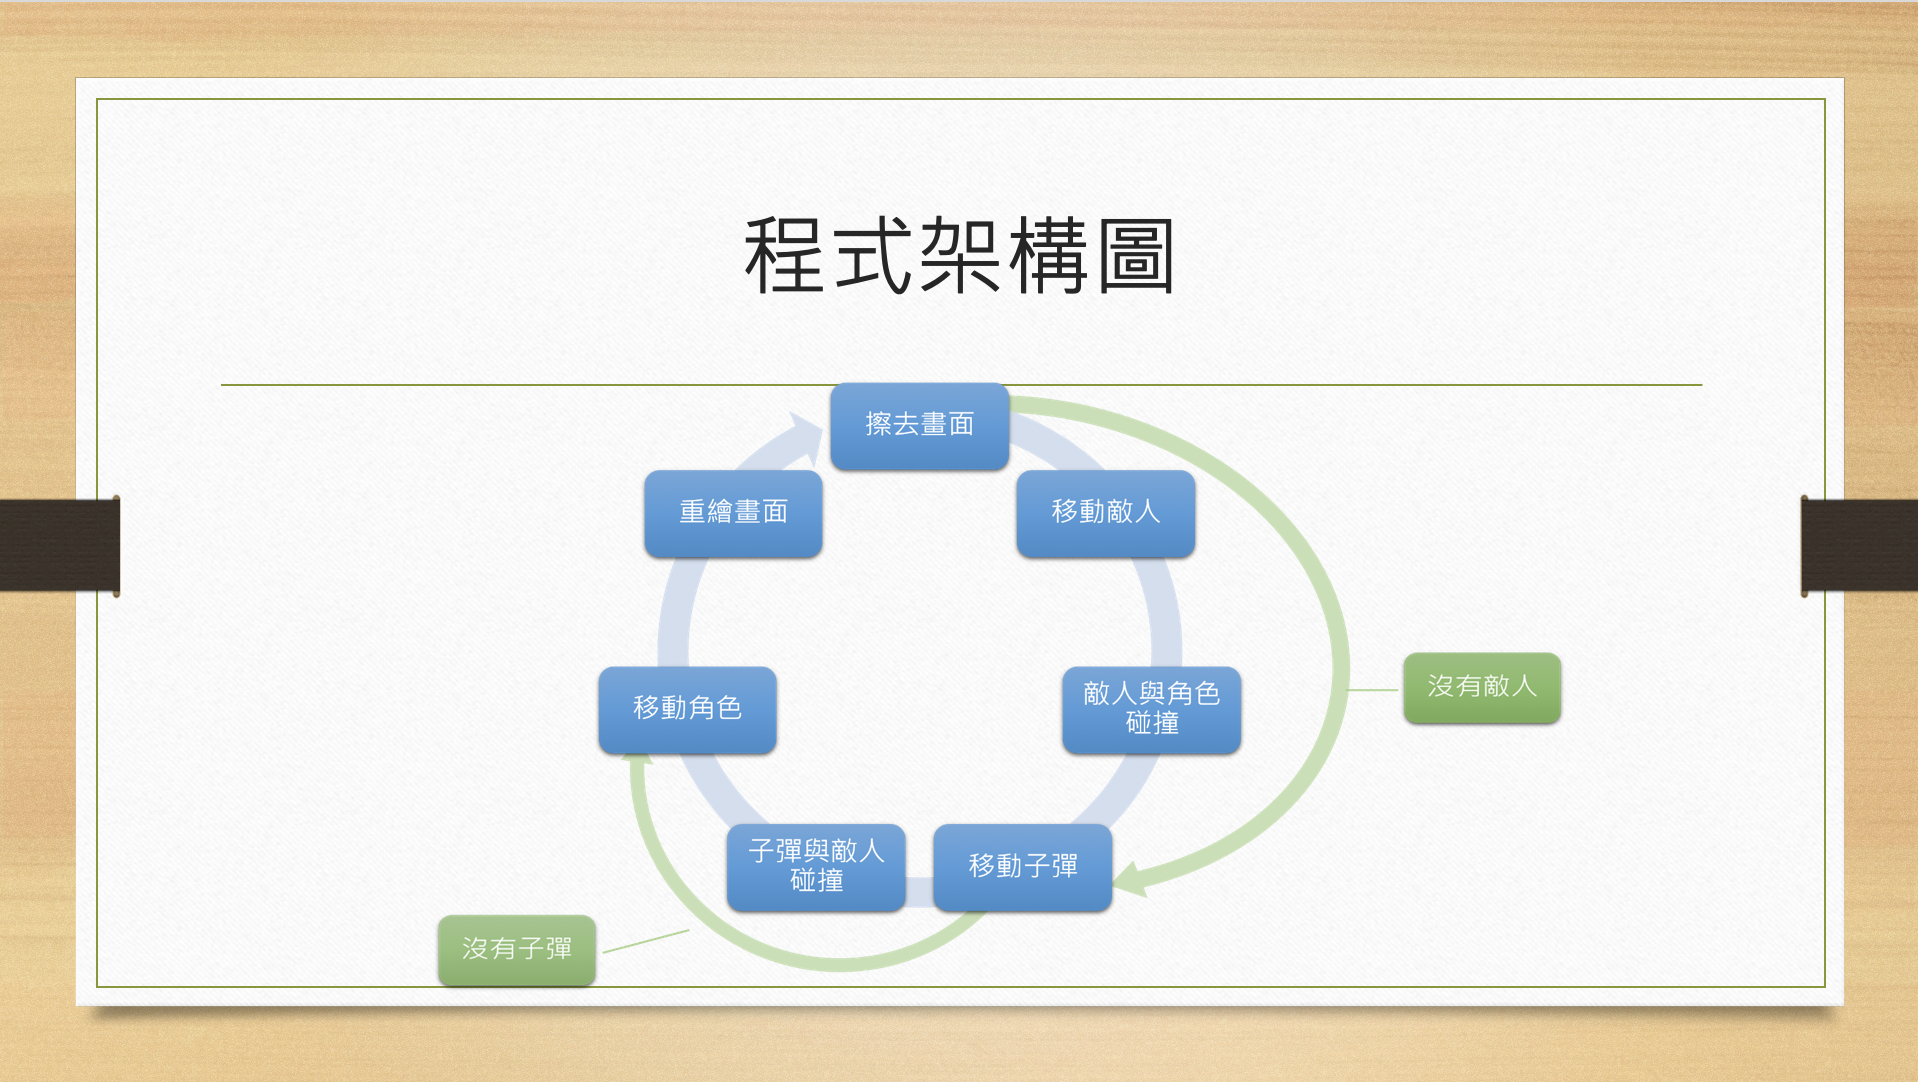 程式架構圖
擦去畫面
重繪畫面
移動敵人
移動角色
敵人與角色
碰撞
沒有敵人
子彈與敵人
碰撞
移動子彈
沒有子彈